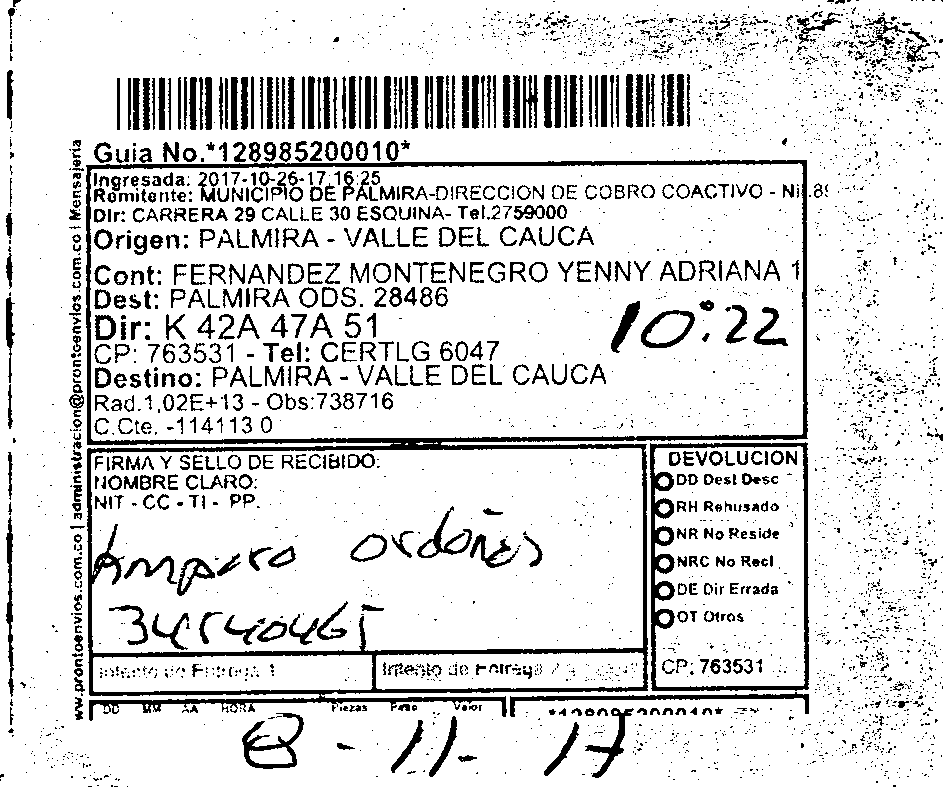 Guia No.*128985200010*
Ingresada: 2017-10-26-17:16:25
Remitente: MUNICIPIO DE PALMIRA-DIRECCION DE COBRO COACTIVO - Nit.8
Dir: CARRERA 29 CALLE 30 ESQUINA- Tel.2759000
Origen: PALMIRA - VALLE DEL CAUCA
Cont: FERNANDEZ MONTENEGRO YENNY ADRIANA 1
Dest: PALMIRA ODS. 28486
Dir: K 42A 47A 51
10:22
CP: 763531 - Tel: CERTLG 6047
Destino: PALMIRA - VALLE DEL CAUCA
Rad.1,02E+13 - Obs:738716
C.Cte. -114113 0
www.prontoenvios.com.co | administracion@prontoenvios.com.co | Mensajeria
FIRMA Y SELLO DE RECIBIDO:
NOMBRE CLARO:
NIT - CC - TI - PP.
Amparo Ordoñes
34540465
DEVOLUCION
DD Dest Desc
RH Rehusado
NR No Reside
NRC No Recl
DE Dir Errada
OT Otros
CP: 763531
Intento de Entrega 1
Intento de Entrega 2
DD MM AA HORA Piezas Peso Valor
*128985200010*
8-11-17